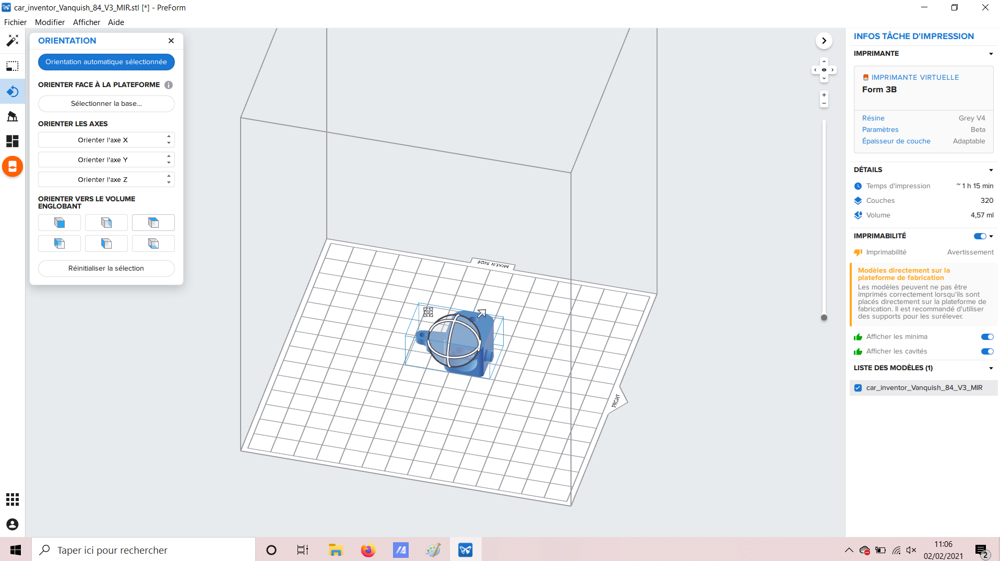 car_inventor_Vanquish_84_V3_MIR.stl [*] - PreForm
Fichier Modifier Afficher Aide
ORIENTATION
Orientation automatique sélectionnée
ORIENTER FACE À LA PLATEFORME
Sélectionner la base...
ORIENTER LES AXES
Orienter l'axe X
Orienter l'axe Y
Orienter l'axe Z
ORIENTER VERS LE VOLUME
ENGLOBANT
Réinitialiser la sélection
MIXER SIDE
FRONT
INFOS TÂCHE D'IMPRESSION
IMPRIMANTE
IMPRIMANTE VIRTUELLE
Form 3B
Résine Grey V4
Paramètres Beta
Épaisseur de couche Adaptable
DÉTAILS
Temps d'impression ~ 1 h 15 min
Couches 320
Volume 4,57 ml
IMPRIMABILITÉ
Imprimabilité Avertissement
Modèles directement sur la
plateforme de fabrication
Les modèles peuvent ne pas être
imprimés correctement lorsqu'ils sont
placés directement sur la plateforme de
fabrication. Il est recommandé d'utiliser
des supports pour les surélever.
Afficher les minima
Afficher les cavités
LISTE DES MODÈLES (1)
car_inventor_Vanquish_84_V3_MIR
Taper ici pour rechercher
11:06
02/02/2021
2